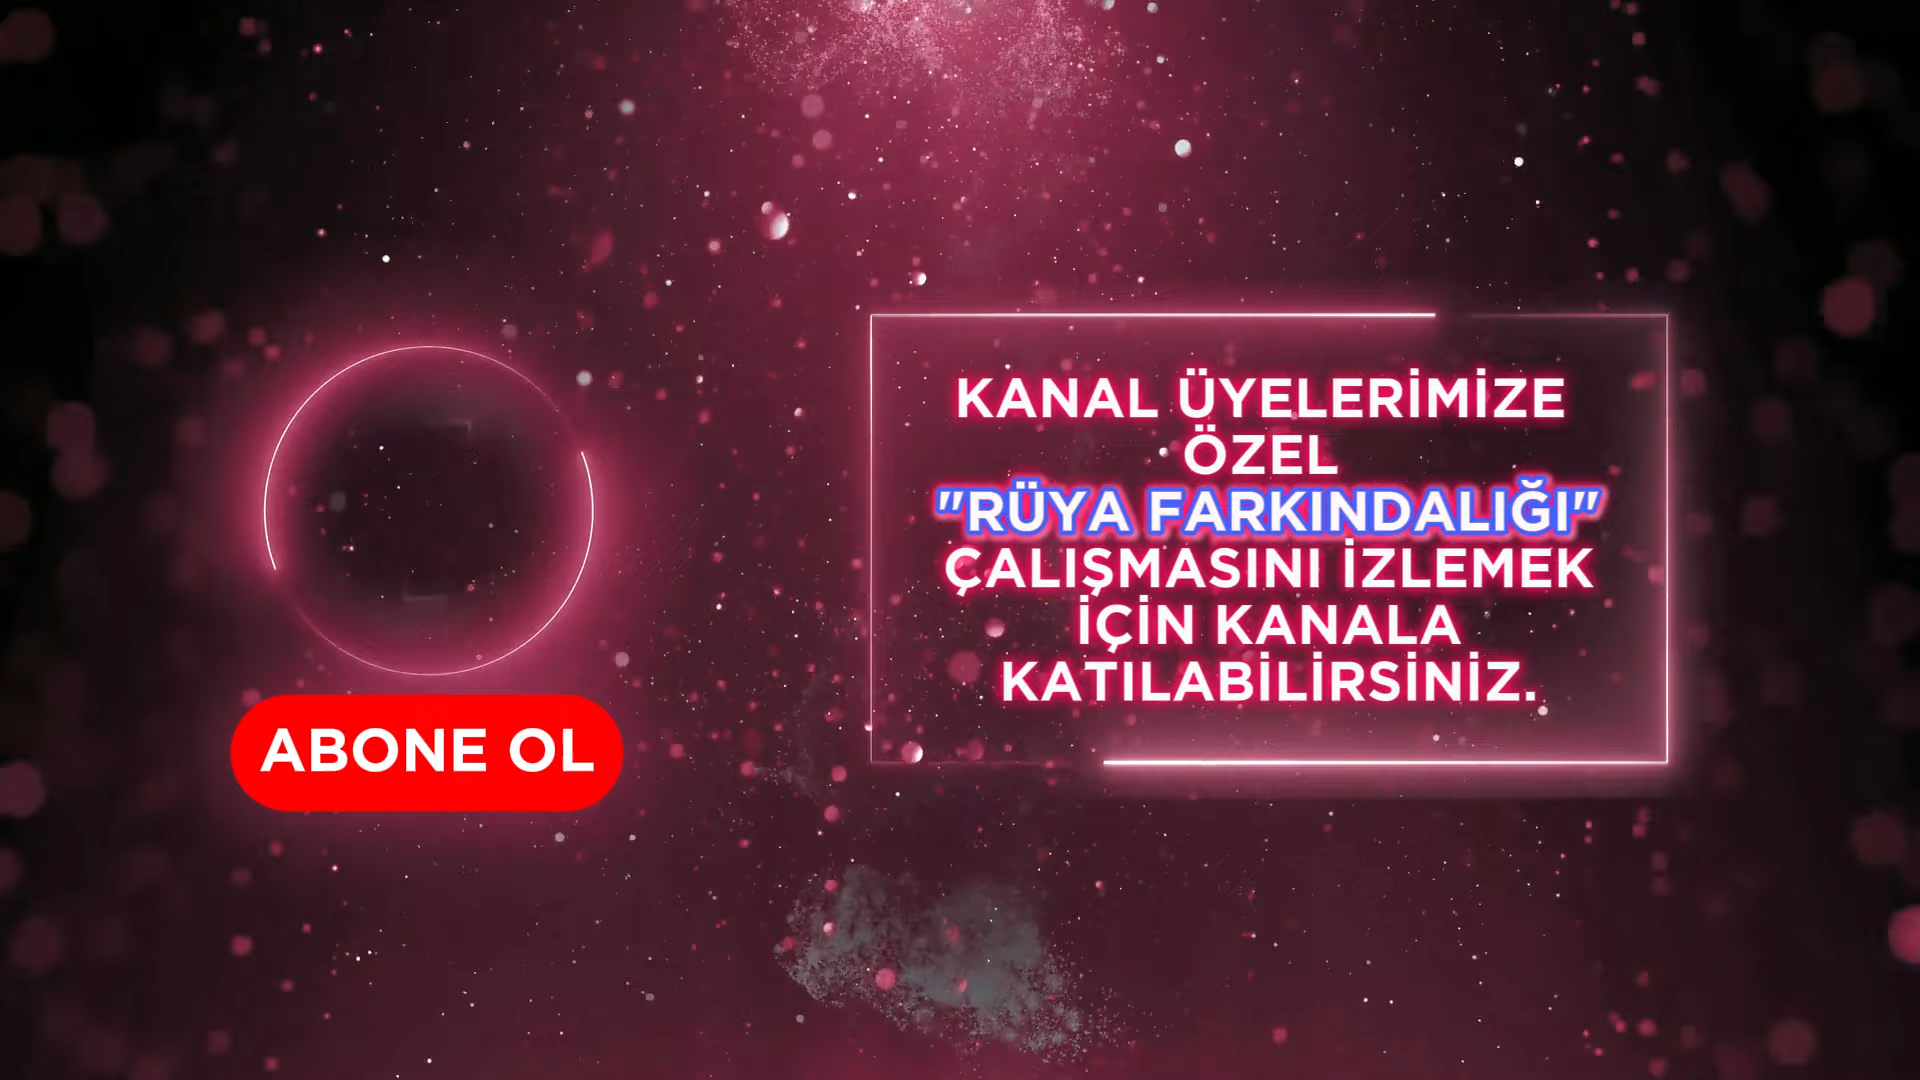 KANAL ÜYELERİMİZE
ÖZEL
"RÜYA FARKINDALIĞI"
ÇALIŞMASINI İZLEMEK
İÇİN KANALA
KATILABİLİRSİNİZ.
ABONE OL